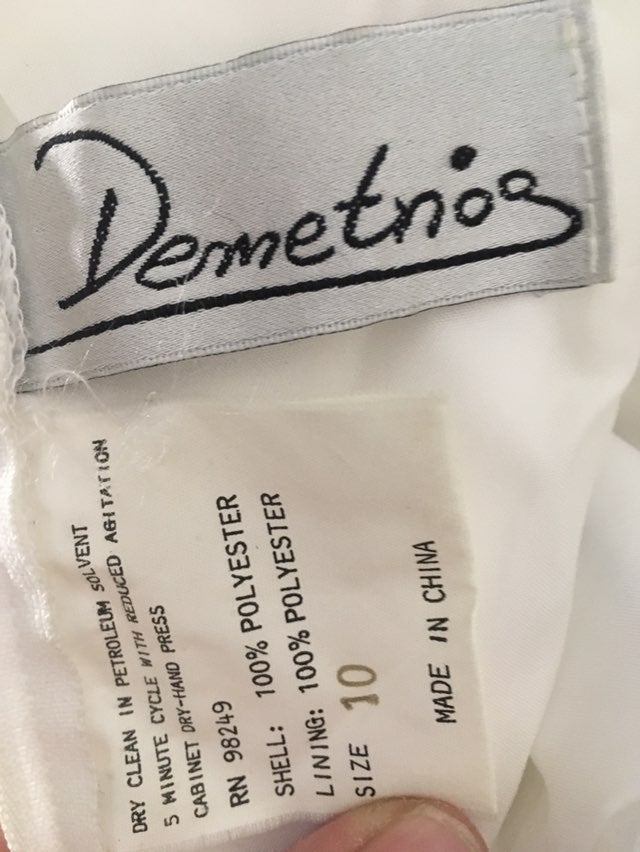 Demetrios
DRY CLEAN IN PETROLEUM SOLVENT
5 MINUTE CYCLE WITH REDUCED AGITATION
CABINET DRY-HAND PRESS
RN 98249
SHELL: 100% POLYESTER
LINING: 100% POLYESTER
SIZE 10
MADE IN CHINA